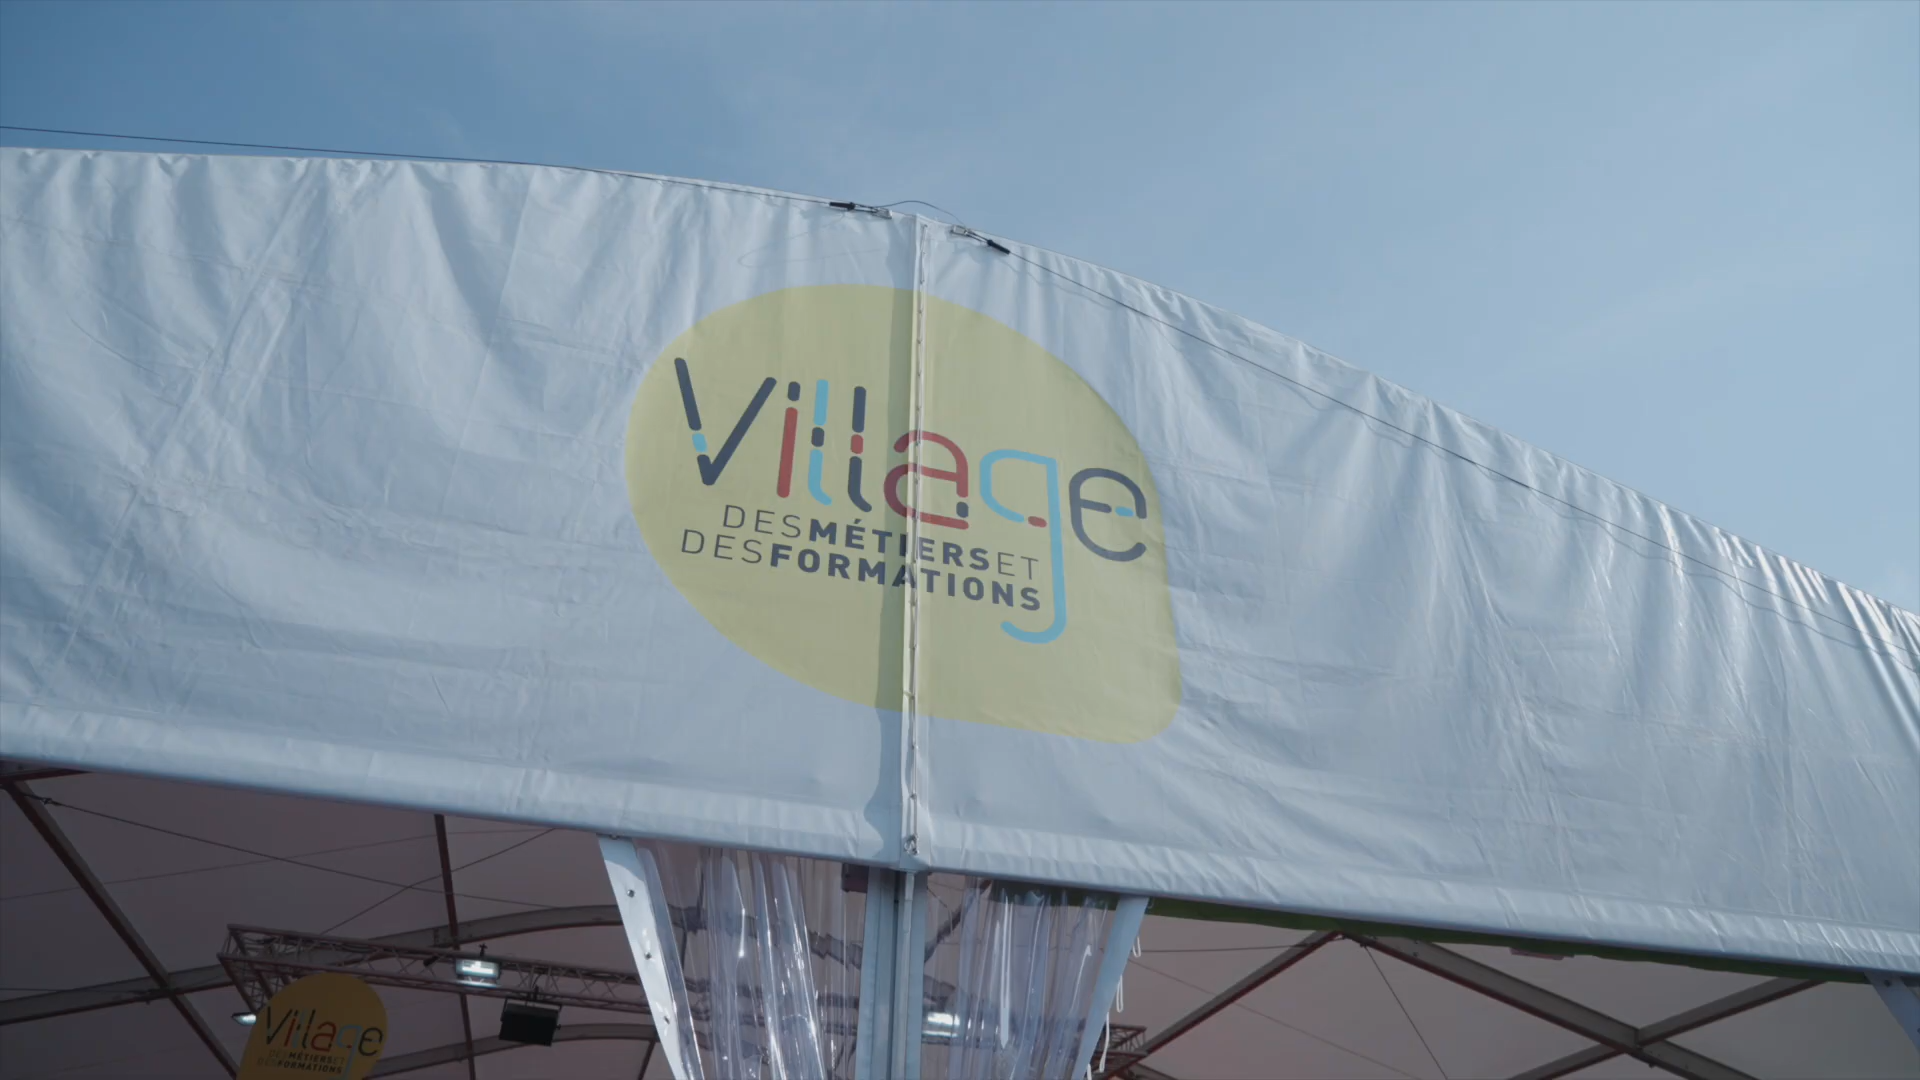 Village
DES MÉTIERS ET
DES FORMATIONS
Village
DES MÉTIERS ET
DES FORMATIONS